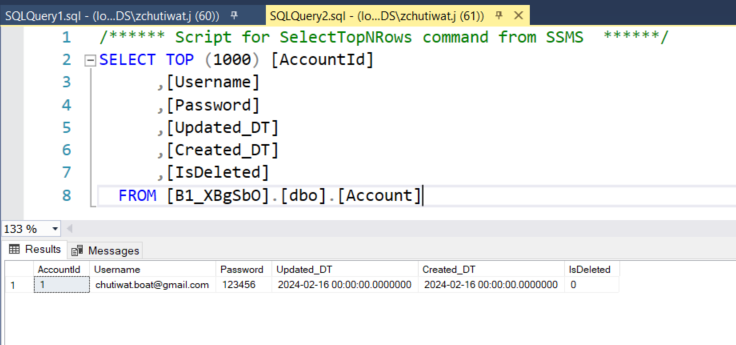 SQLQuery1.sql - (lo...DS\zchutiwat.j (60)) SQLQuery2.sql - (lo...DS\zchutiwat.j (61))
1 /****** Script for SelectTopNRows command from SSMS ******/
2 SELECT TOP (1000) [AccountId]
3 ,[Username]
4 ,[Password]
5 ,[Updated_DT]
6 ,[Created_DT]
7 ,[IsDeleted]
8 FROM [B1_XBgSbO].[dbo].[Account]
133 %
Results Messages
AccountId Username Password Updated_DT Created_DT IsDeleted
1 1 chutiwat.boat@gmail.com 123456 2024-02-16 00:00:00.0000000 2024-02-16 00:00:00.0000000 0